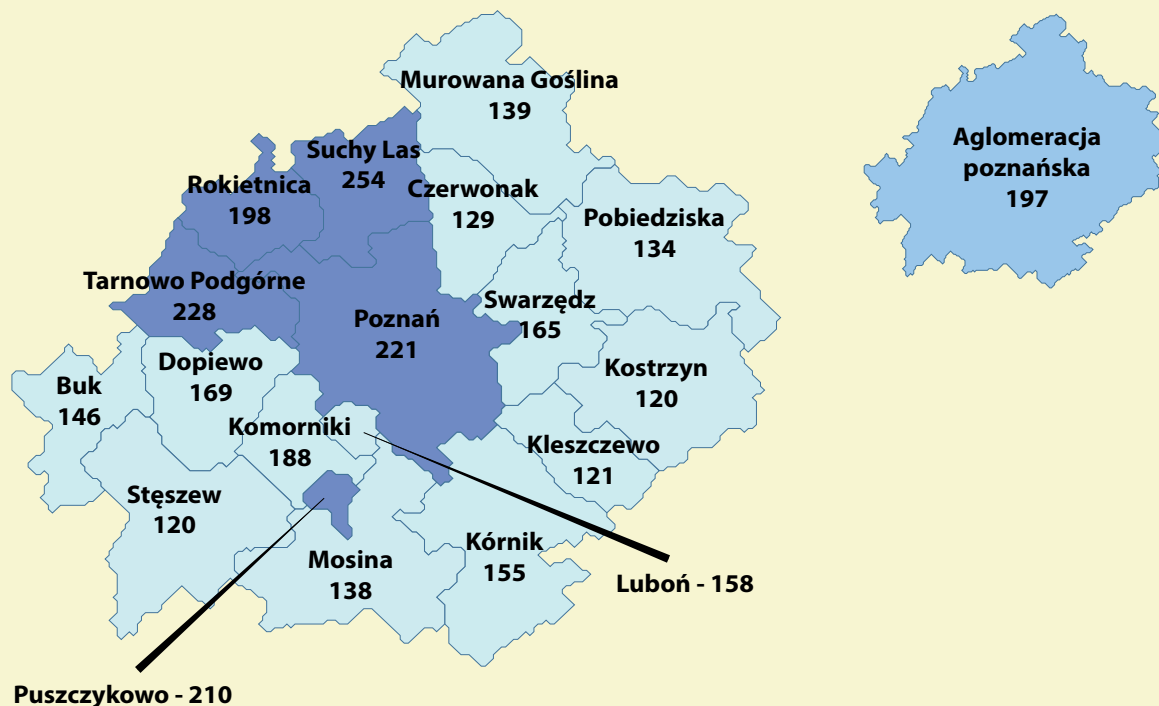 Murowana Goślina
139
Suchy Las
254
Rokietnica
198
Czerwonak
129
Pobiedziska
134
Tarnowo Podgórne
228
Poznań
221
Swarzędz
165
Dopiewo
169
Buk
146
Kostrzyn
120
Komorniki
188
Kleszczewo
121
Stęszew
120
Mosina
138
Kórnik
155
Luboń - 158
Puszczykowo - 210
Aglomeracja
poznańska
197